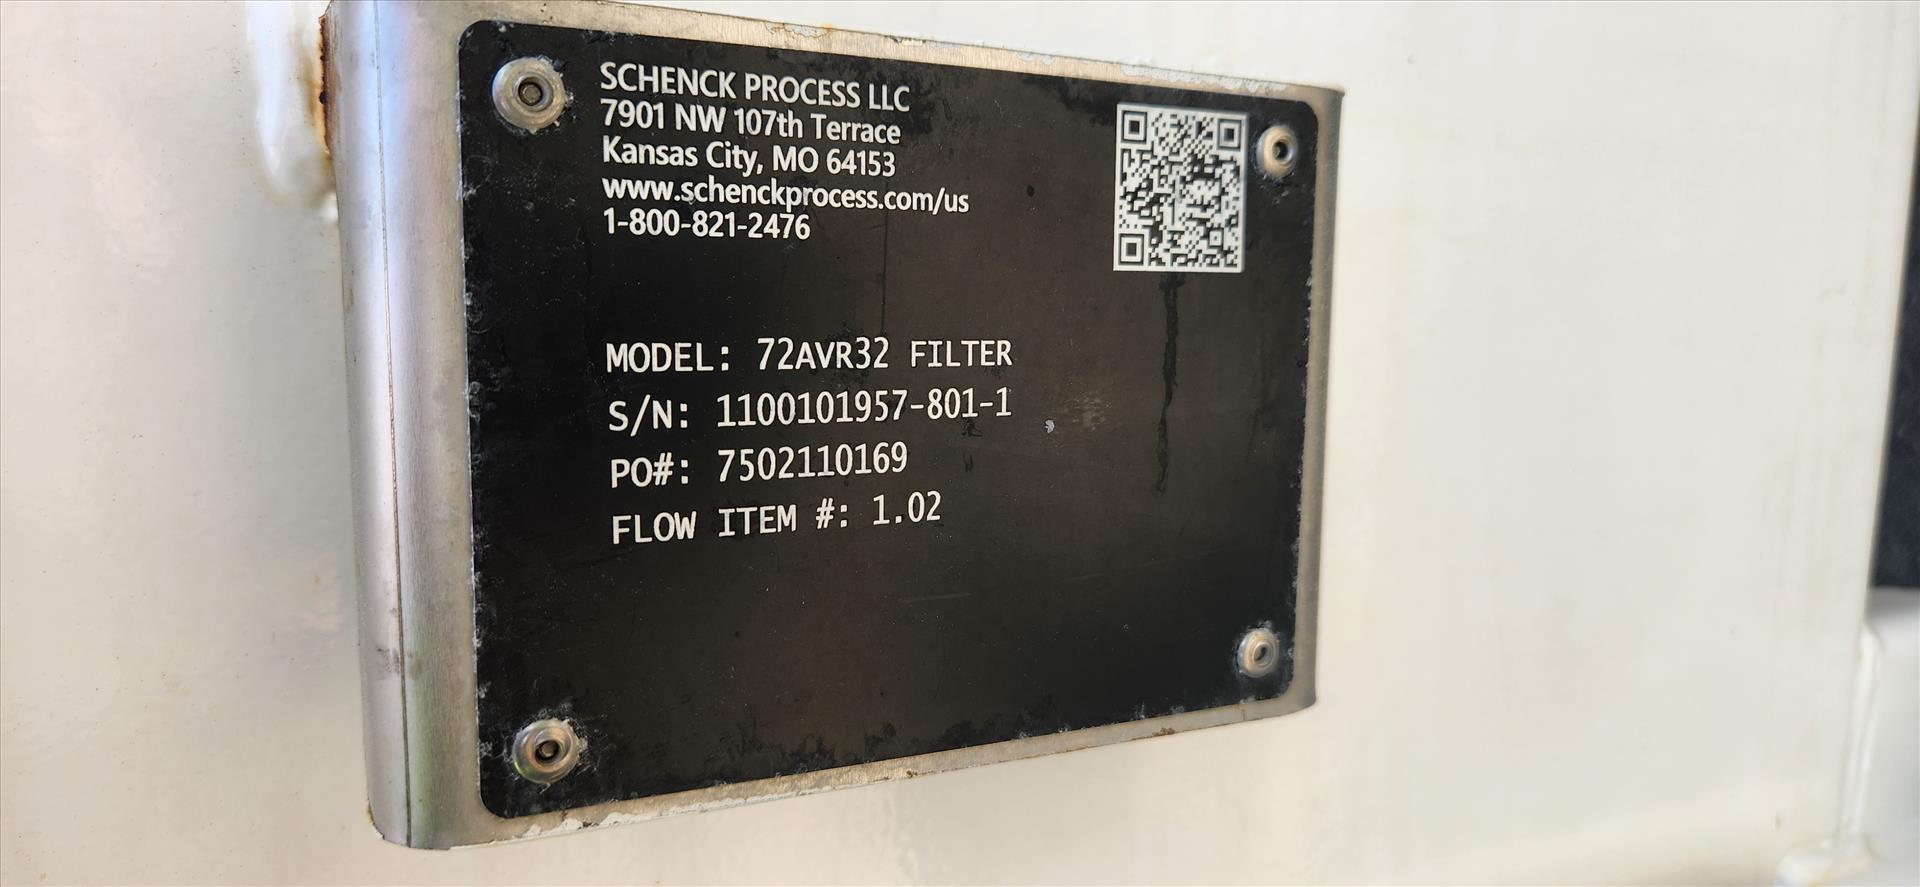 SCHENCK PROCESS LLC
7901 NW 107th Terrace
Kansas City, MO 64153
www.schenckprocess.com/us
1-800-821-2476
MODEL: 72AVR32 FILTER
S/N: 1100101957-801-1
PO#: 7502110169
FLOW ITEM #: 1.02